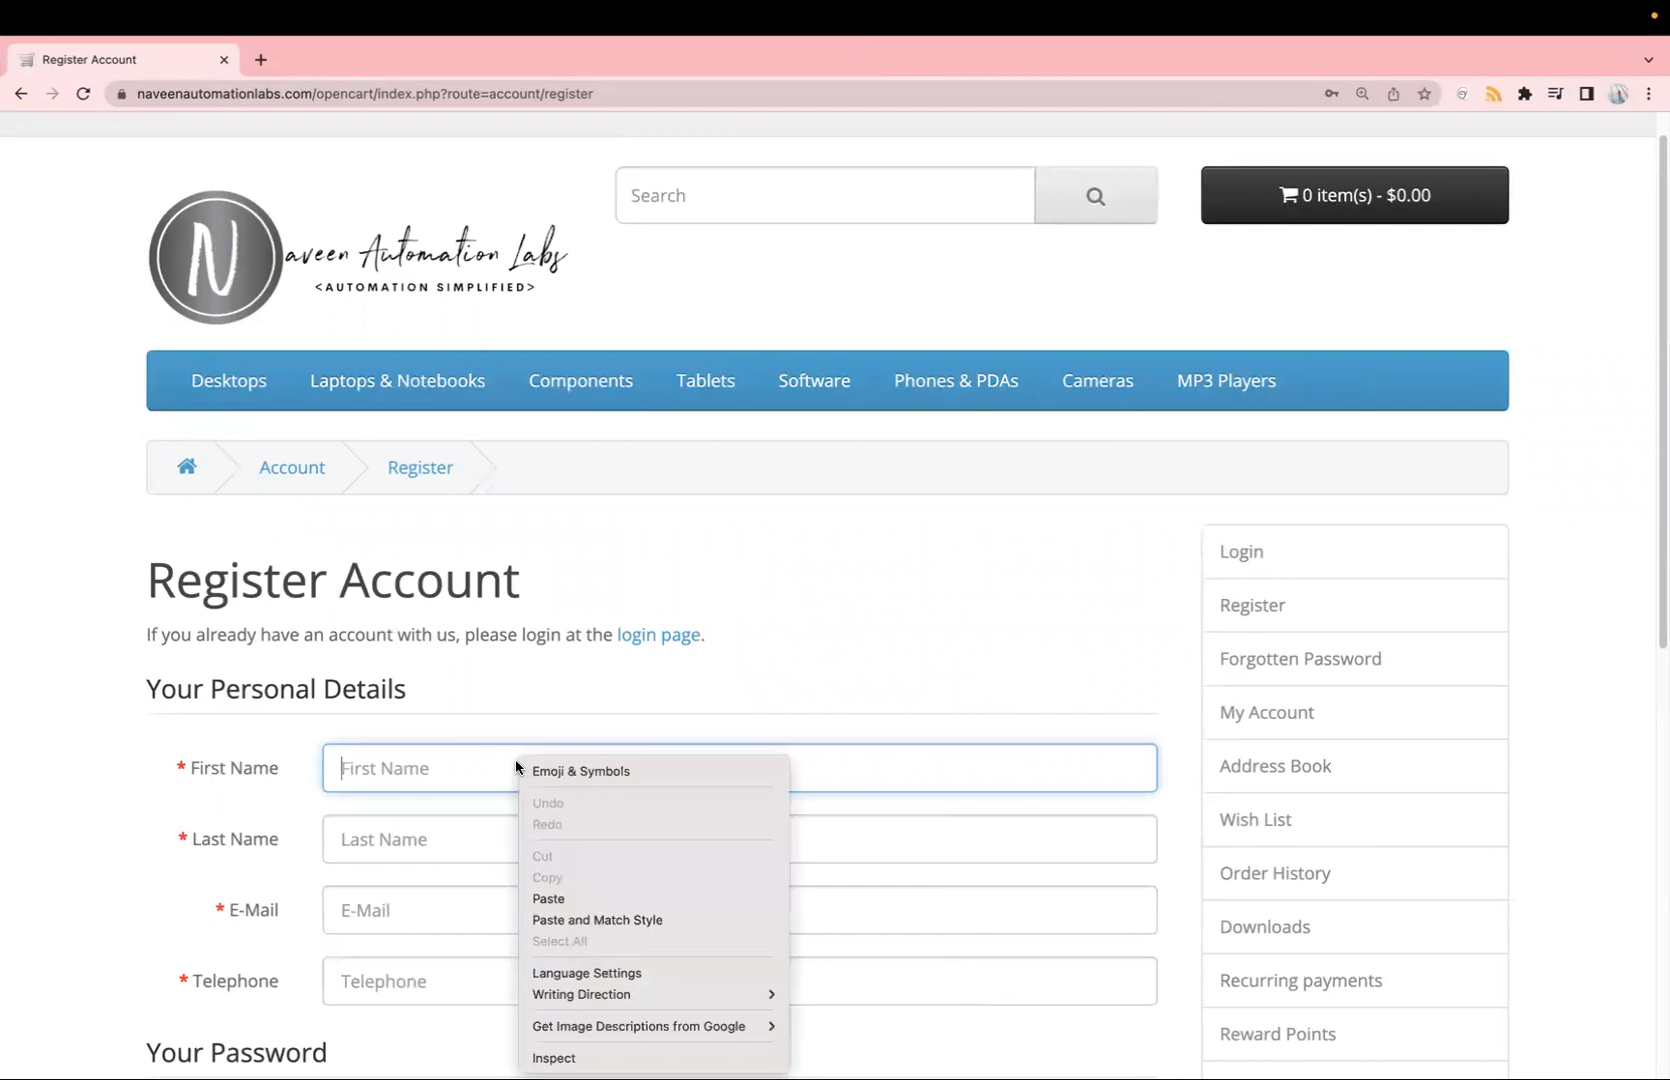 Register Account
naveenautomationlabs.com/opencart/index.php?route=account/register
Search
0 item(s) - $0.00
N
aveen Automation Labs
<AUTOMATION SIMPLIFIED>
Desktops
Laptops & Notebooks
Components
Tablets
Software
Phones & PDAs
Cameras
MP3 Players
Account
Register
Register Account
If you already have an account with us, please login at the login page.
Your Personal Details
* First Name
First Name
* Last Name
Last Name
* E-Mail
E-Mail
* Telephone
Telephone
Your Password
Emoji & Symbols
Undo
Redo
Cut
Copy
Paste
Paste and Match Style
Select All
Language Settings
Writing Direction
Get Image Descriptions from Google
Inspect
Login
Register
Forgotten Password
My Account
Address Book
Wish List
Order History
Downloads
Recurring payments
Reward Points